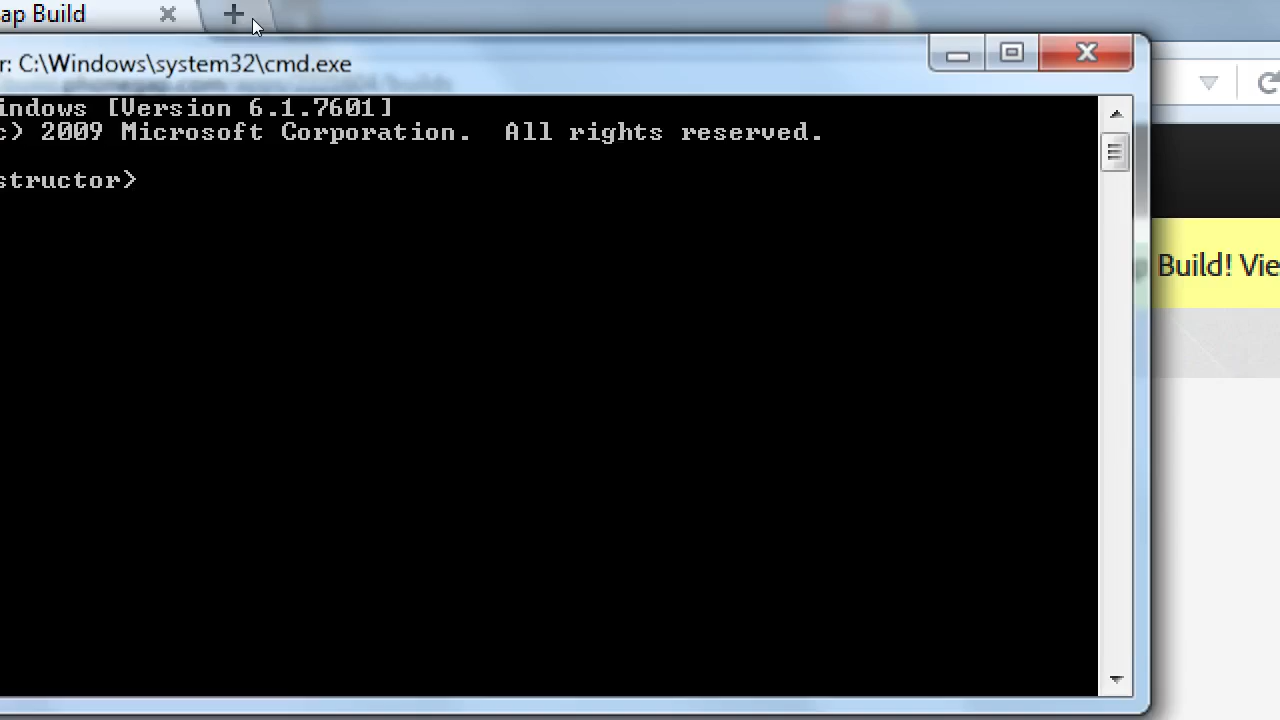 ap Build
r: C:\Windows\system32\cmd.exe
indows [Version 6.1.7601]
c) 2009 Microsoft Corporation.  All rights reserved.
structor>
Build! Vie